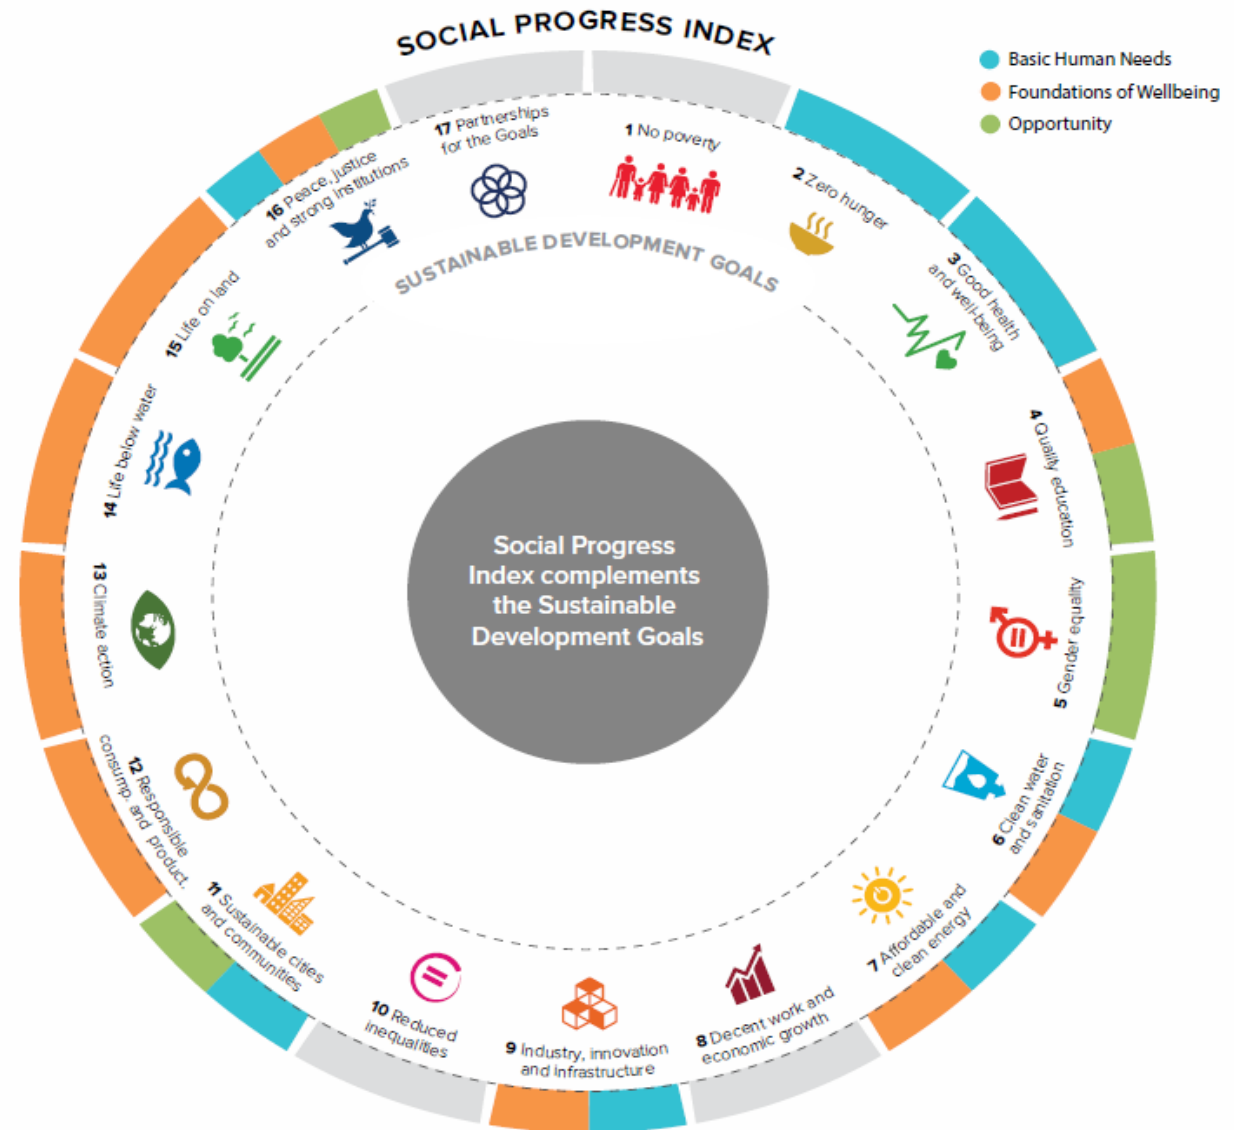 SOCIAL PROGRESS INDEX
Basic Human Needs
Foundations of Wellbeing
Opportunity
SUSTAINABLE DEVELOPMENT GOALS
1 No poverty
2 Zero hunger
3 Good health
and well-being
4 Quality education
5 Gender equality
6 Clean water
and sanitation
7 Affordable and
clean energy
8 Decent work and
economic growth
9 Industry, innovation
and infrastructure
10 Reduced
inequalities
11 Sustainable cities
and communities
12 Responsible
consump. and product.
13 Climate action
14 Life below water
15 Life on land
16 Peace, justice
and strong institutions
17 Partnerships
for the Goals
Social Progress
Index complements
the Sustainable
Development Goals